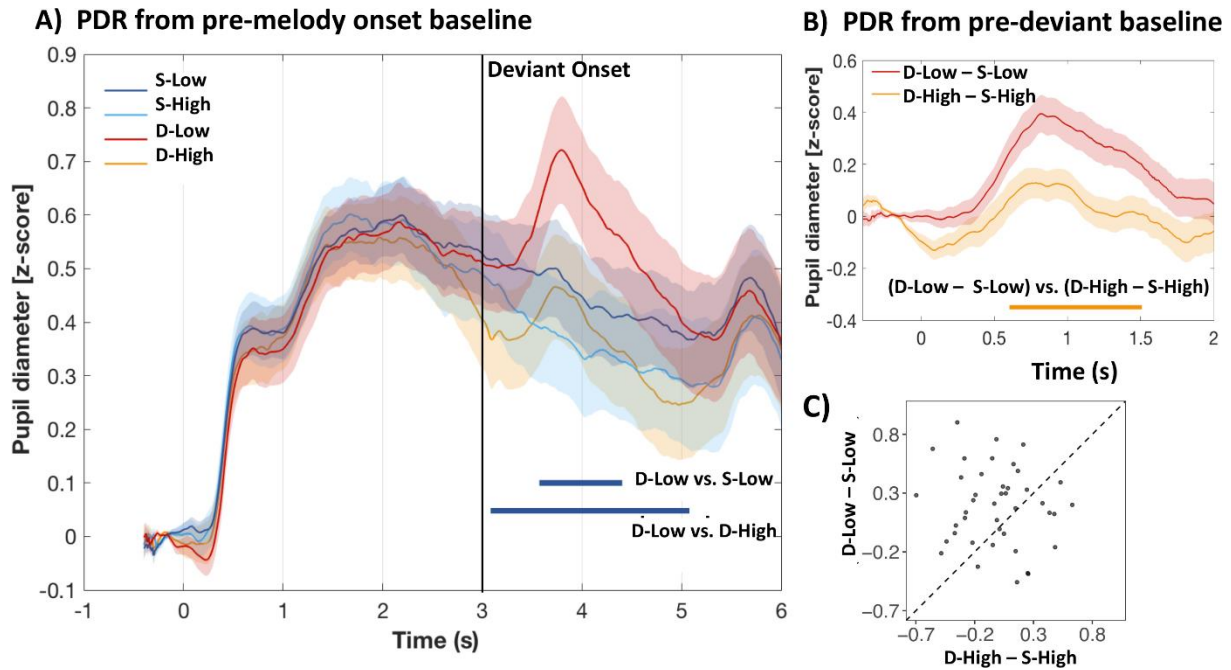 A) PDR from pre-melody onset baseline
Pupil diameter [z-score]
0.9
0.8
0.7
0.6
0.5
0.4
0.3
0.2
0.1
0
-0.1
S-Low
S-High
D-Low
D-High
Deviant Onset
D-Low vs. S-Low
D-Low vs. D-High
-1 0 1 2 3 4 5 6
Time (s)
B) PDR from pre-deviant baseline
Pupil diameter [z-score]
0.6
0.4
0.2
0
-0.2
-0.4
D-Low – S-Low
D-High – S-High
(D-Low – S-Low) vs. (D-High – S-High)
0 0.5 1 1.5 2
Time (s)
C)
D-Low – S-Low
0.8
0.3
-0.2
-0.7
-0.7 -0.2 0.3 0.8
D-High – S-High